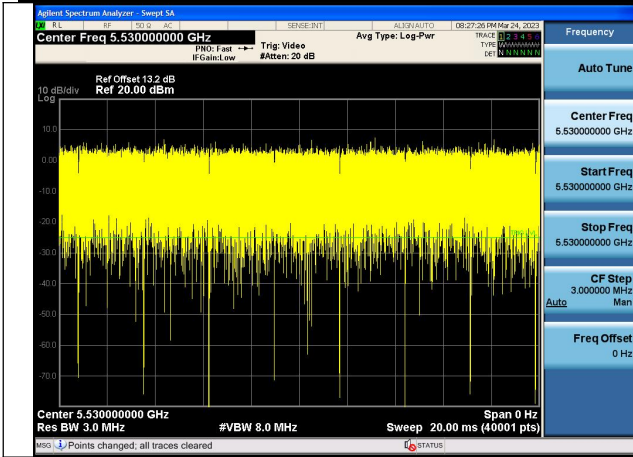 Agilent Spectrum Analyzer - Swept SA
RL RF 50 Ω AC SENSE:INT ALIGN AUTO 08:27:26 PM Mar 24, 2023
Center Freq 5.530000000 GHz
PNO: Fast
IFGain:Low
Trig: Video
#Atten: 20 dB
Avg Type: Log-Pwr
TRACE 1 2 3 4 5 6
TYPE
DET N N N N N N
Ref Offset 13.2 dB
Ref 20.00 dBm
10 dB/div
Log
10.0
0.00
-10.0
-20.0
-30.0
-40.0
-50.0
-60.0
-70.0
Center 5.530000000 GHz
Span 0 Hz
Res BW 3.0 MHz
#VBW 8.0 MHz
Sweep 20.00 ms (40001 pts)
MSG Points changed; all traces cleared
STATUS
Frequency
Auto Tune
Center Freq
5.530000000 GHz
Start Freq
5.530000000 GHz
Stop Freq
5.530000000 GHz
CF Step
3.000000 MHz
Auto Man
Freq Offset
0 Hz